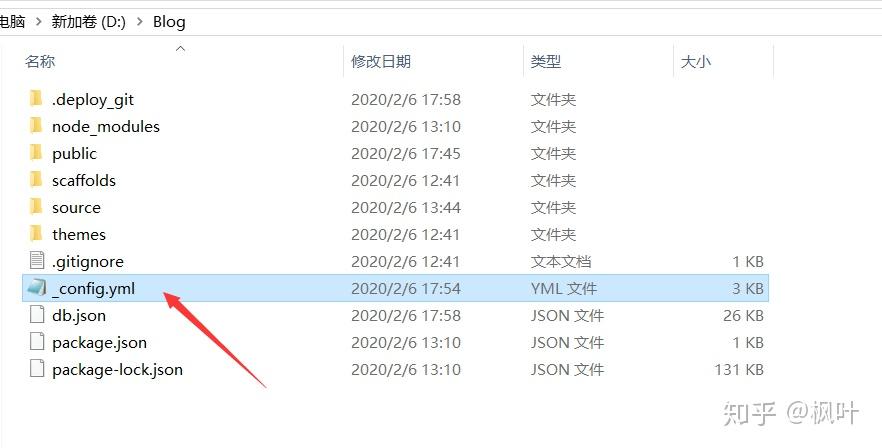 电脑 > 新加卷 (D:) > Blog
名称 修改日期 类型 大小
.deploy_git 2020/2/6 17:58 文件夹
node_modules 2020/2/6 13:10 文件夹
public 2020/2/6 17:45 文件夹
scaffolds 2020/2/6 12:41 文件夹
source 2020/2/6 13:44 文件夹
themes 2020/2/6 12:41 文件夹
.gitignore 2020/2/6 12:41 文本文档 1 KB
_config.yml 2020/2/6 17:54 YML 文件 3 KB
db.json 2020/2/6 17:58 JSON 文件 26 KB
package.json 2020/2/6 13:10 JSON 文件 1 KB
package-lock.json 2020/2/6 13:10 JSON 文件 131 KB
知乎 @枫叶